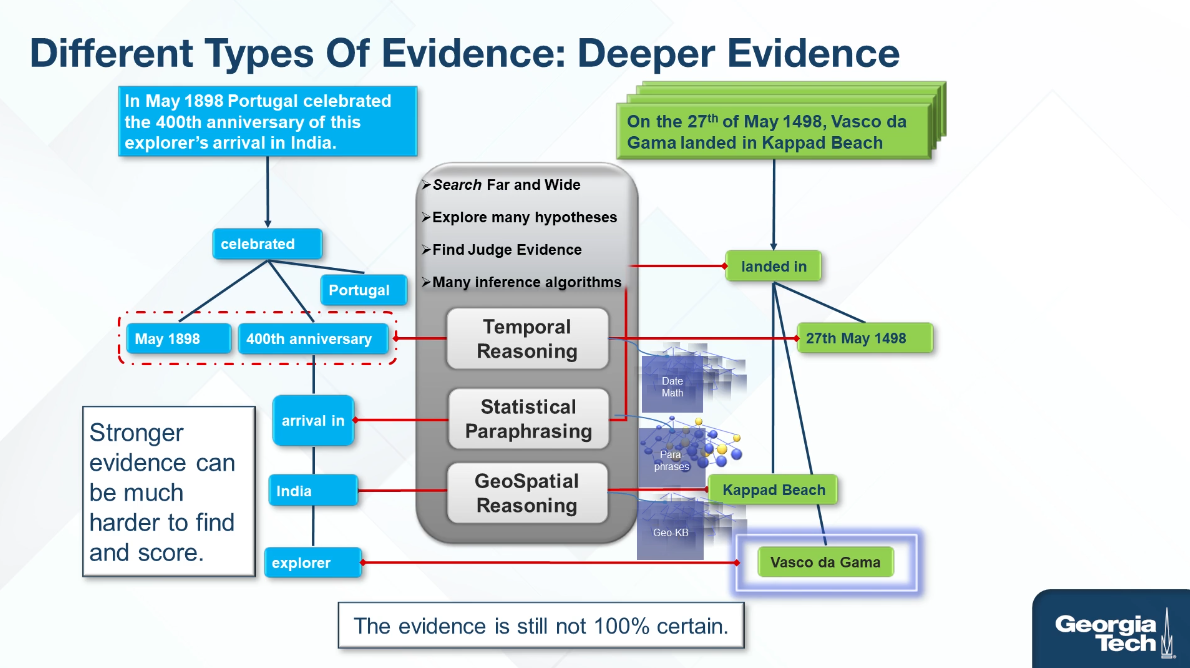 Different Types Of Evidence: Deeper Evidence
In May 1898 Portugal celebrated
the 400th anniversary of this
explorer's arrival in India.
On the 27th of May 1498, Vasco da
Gama landed in Kappad Beach
➢Search Far and Wide
➢Explore many hypotheses
➢Find Judge Evidence
➢Many inference algorithms
celebrated
Portugal
May 1898
400th anniversary
arrival in
India
explorer
Temporal
Reasoning
Statistical
Paraphrasing
GeoSpatial
Reasoning
Date
Math
Para
phrases
Geo-KB
landed in
27th May 1498
Kappad Beach
Vasco da Gama
Stronger
evidence can
be much
harder to find
and score.
The evidence is still not 100% certain.
Georgia
Tech